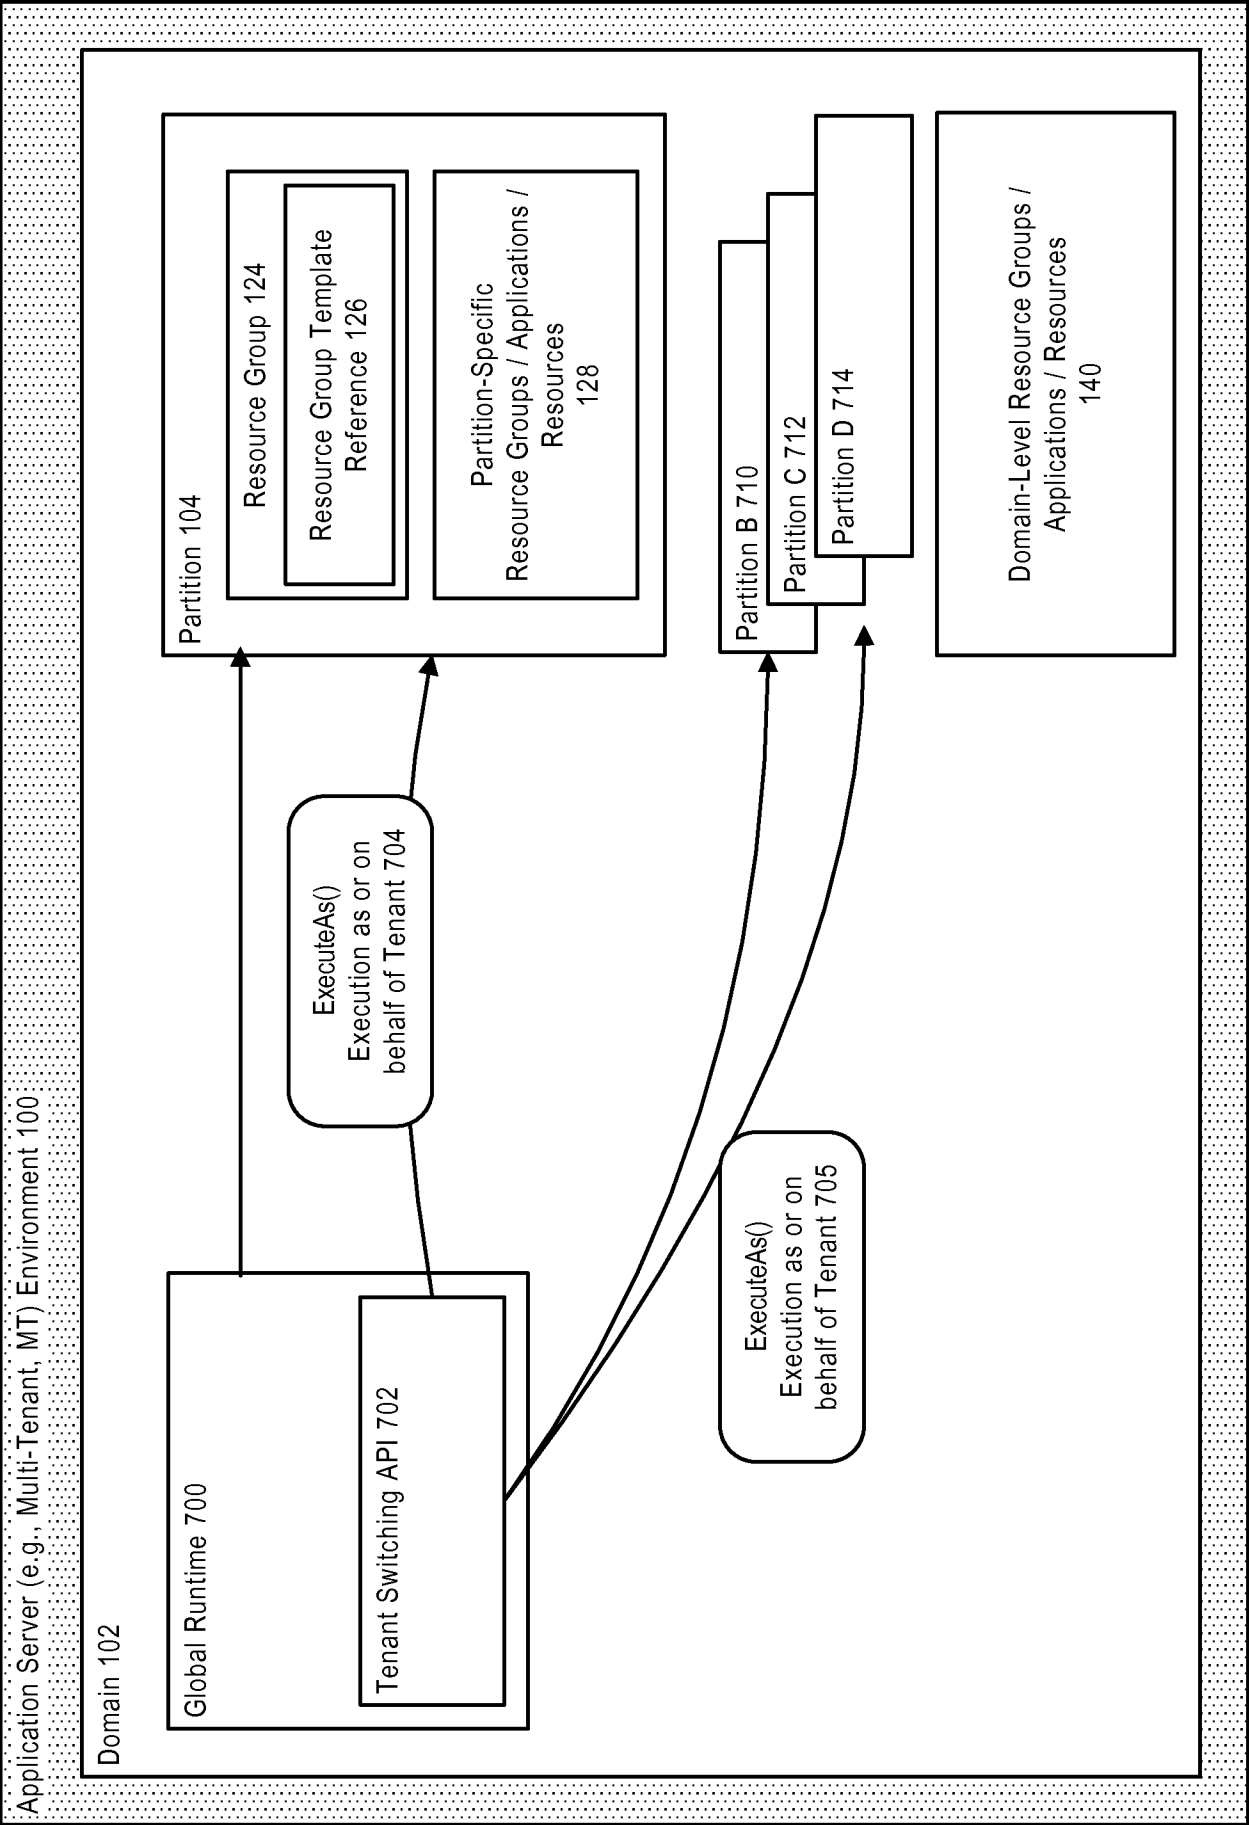 Application Server (e.g., Multi-Tenant, MT) Environment 100
Domain 102
Global Runtime 700
Tenant Switching API 702
ExecuteAs()
Execution as or on
behalf of Tenant 704
ExecuteAs()
Execution as or on
behalf of Tenant 705
Partition 104
Resource Group 124
Resource Group Template
Reference 126
Partition-Specific
Resource Groups / Applications /
Resources
128
Partition B 710
Partition C 712
Partition D 714
Domain-Level Resource Groups /
Applications / Resources
140